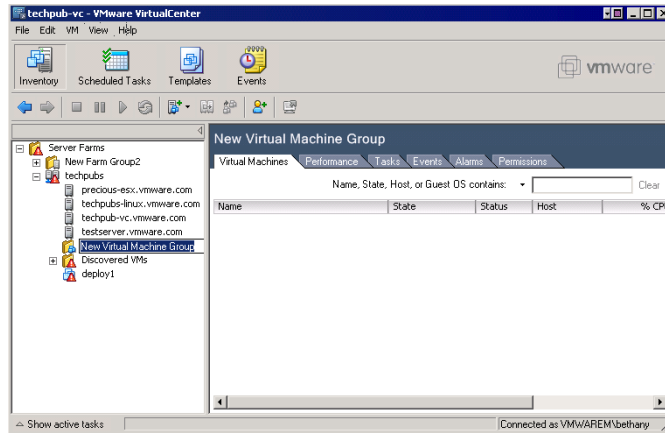 techpub-vc - VMware VirtualCenter
File Edit VM View Help
Inventory Scheduled Tasks Templates Events
vmware
Server Farms
New Farm Group2
techpubs
precious-esx.vmware.com
techpubs-linux.vmware.com
techpub-vc.vmware.com
testserver.vmware.com
New Virtual Machine Group
Discovered VMs
deploy1
New Virtual Machine Group
Virtual Machines Performance Tasks Events Alarms Permissions
Name, State, Host, or Guest OS contains: Clear
Name State Status Host % CPU
Show active tasks Connected as VMWAREM\bethany